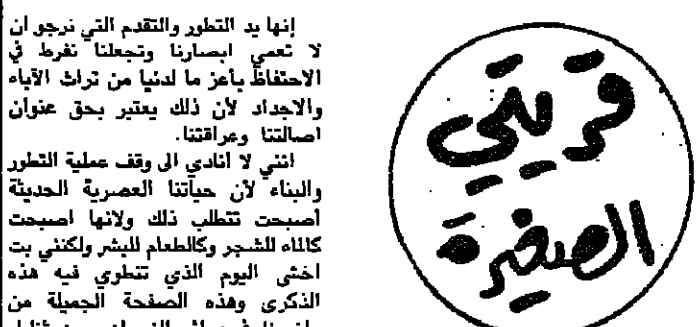 قريتي
الصغيرة
إنها يد التطور والتقدم التي نرجو ان
لا تعمي ابصارنا وتجعلنا نفرط في
الاحتفاظ بأعز ما لدنيا من تراث الآباء
والاجداد لأن ذلك يعتبر بحق عنوان
اصالتنا وعراقتنا.
انني لا انادي الى وقف عملية التطور
والبناء لأن حياتنا العصرية الحديثة
أصبحت تتطلب ذلك ولانها اصبحت
كالماء للشجر وكالطعام للبشر ولكنني بت
اخشى اليوم الذي تنطوي فيه هذه
الذكرى وهذه الصفحة الجميلة من